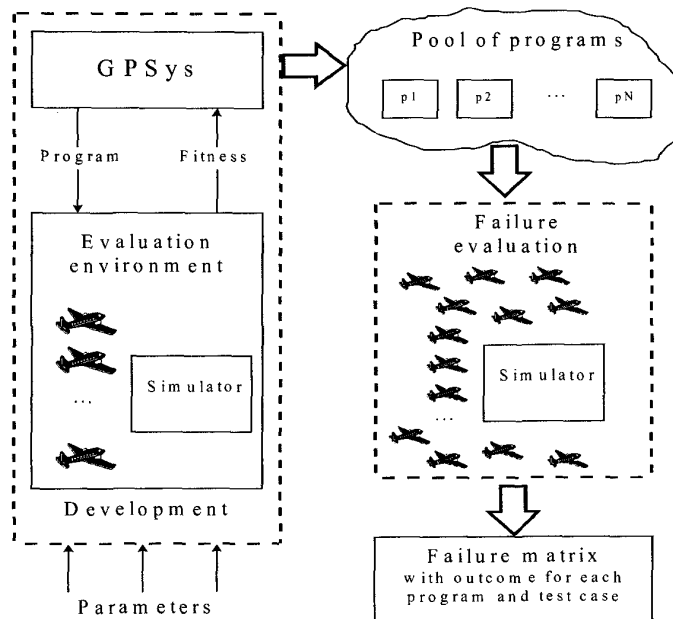 GPSys
Program
Fitness
Evaluation
environment
...
Simulator
Development
Parameters
Pool of programs
p1
p2
...
pN
Failure
evaluation
Simulator
...
Failure matrix
with outcome for each
program and test case